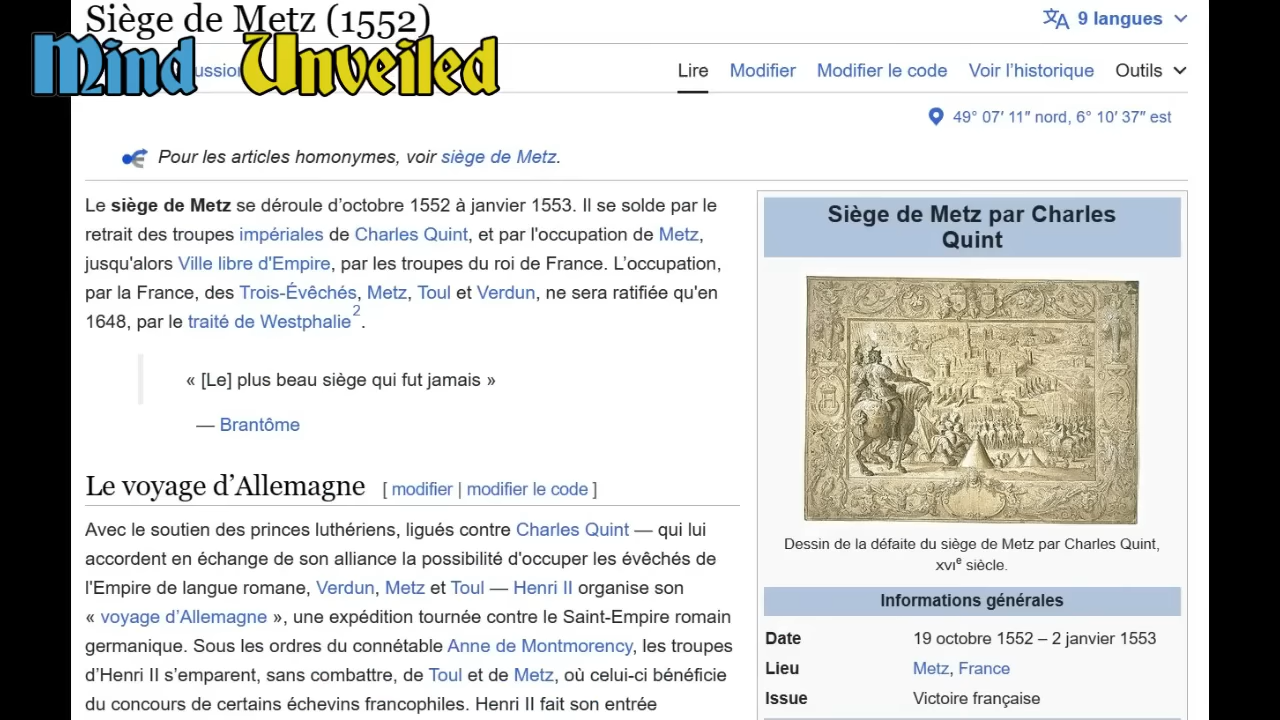 Siège de Metz (1552)
9 langues
Mind Unveiled
Lire Modifier Modifier le code Voir l’historique Outils
49° 07′ 11″ nord, 6° 10′ 37″ est
Pour les articles homonymes, voir siège de Metz.
Le siège de Metz se déroule d’octobre 1552 à janvier 1553. Il se solde par le
retrait des troupes impériales de Charles Quint, et par l'occupation de Metz,
jusqu'alors Ville libre d'Empire, par les troupes du roi de France. L’occupation,
par la France, des Trois-Évêchés, Metz, Toul et Verdun, ne sera ratifiée qu'en
1648, par le traité de Westphalie2.
« [Le] plus beau siège qui fut jamais »
— Brantôme
Le voyage d’Allemagne [ modifier | modifier le code ]
Avec le soutien des princes luthériens, ligués contre Charles Quint — qui lui
accordent en échange de son alliance la possibilité d'occuper les évêchés de
l'Empire de langue romane, Verdun, Metz et Toul — Henri II organise son
« voyage d’Allemagne », une expédition tournée contre le Saint-Empire romain
germanique. Sous les ordres du connétable Anne de Montmorency, les troupes
d’Henri II s’emparent, sans combattre, de Toul et de Metz, où celui-ci bénéficie
du concours de certains échevins francophiles. Henri II fait son entrée
Siège de Metz par Charles
Quint
Dessin de la défaite du siège de Metz par Charles Quint,
XVIe siècle.
Informations générales
Date 19 octobre 1552 – 2 janvier 1553
Lieu Metz, France
Issue Victoire française